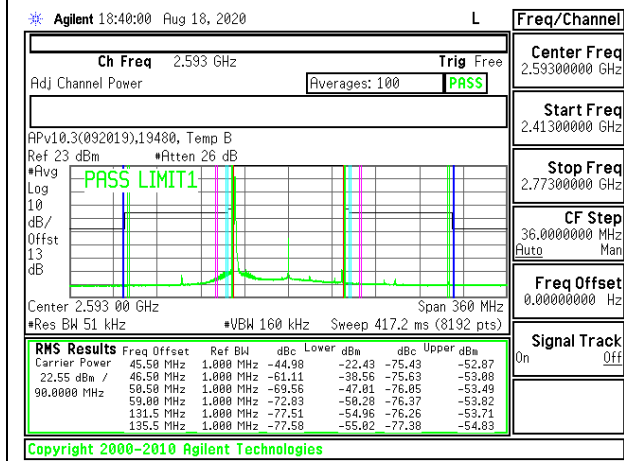 Agilent 18:40:00 Aug 18, 2020 L
Freq/Channel
Ch Freq 2.593 GHz Trig Free
Adj Channel Power Averages: 100 PASS
Center Freq
2.59300000 GHz
Start Freq
2.41300000 GHz
APv10.3(092019),19480, Temp B
Ref 23 dBm #Atten 26 dB
#Avg
Log
10
dB/
Offst
13
dB
PASS LIMIT1
Stop Freq
2.77300000 GHz
CF Step
36.0000000 MHz
Auto Man
Freq Offset
0.00000000 Hz
Center 2.593 00 GHz Span 360 MHz
#Res BW 51 kHz #VBW 160 kHz Sweep 417.2 ms (8192 pts)
Signal Track
On Off
RMS Results Freq Offset Ref BW dBc Lower dBm dBc Upper dBm
Carrier Power 45.50 MHz 1.000 MHz -44.98 -22.43 -75.43 -52.87
22.55 dBm / 46.50 MHz 1.000 MHz -61.11 -38.56 -75.63 -53.08
90.0000 MHz 50.50 MHz 1.000 MHz -69.56 -47.01 -76.05 -53.49
59.00 MHz 1.000 MHz -72.83 -50.28 -76.37 -53.82
131.5 MHz 1.000 MHz -77.51 -54.96 -76.26 -53.71
135.5 MHz 1.000 MHz -77.58 -55.02 -77.38 -54.83
Copyright 2000-2010 Agilent Technologies